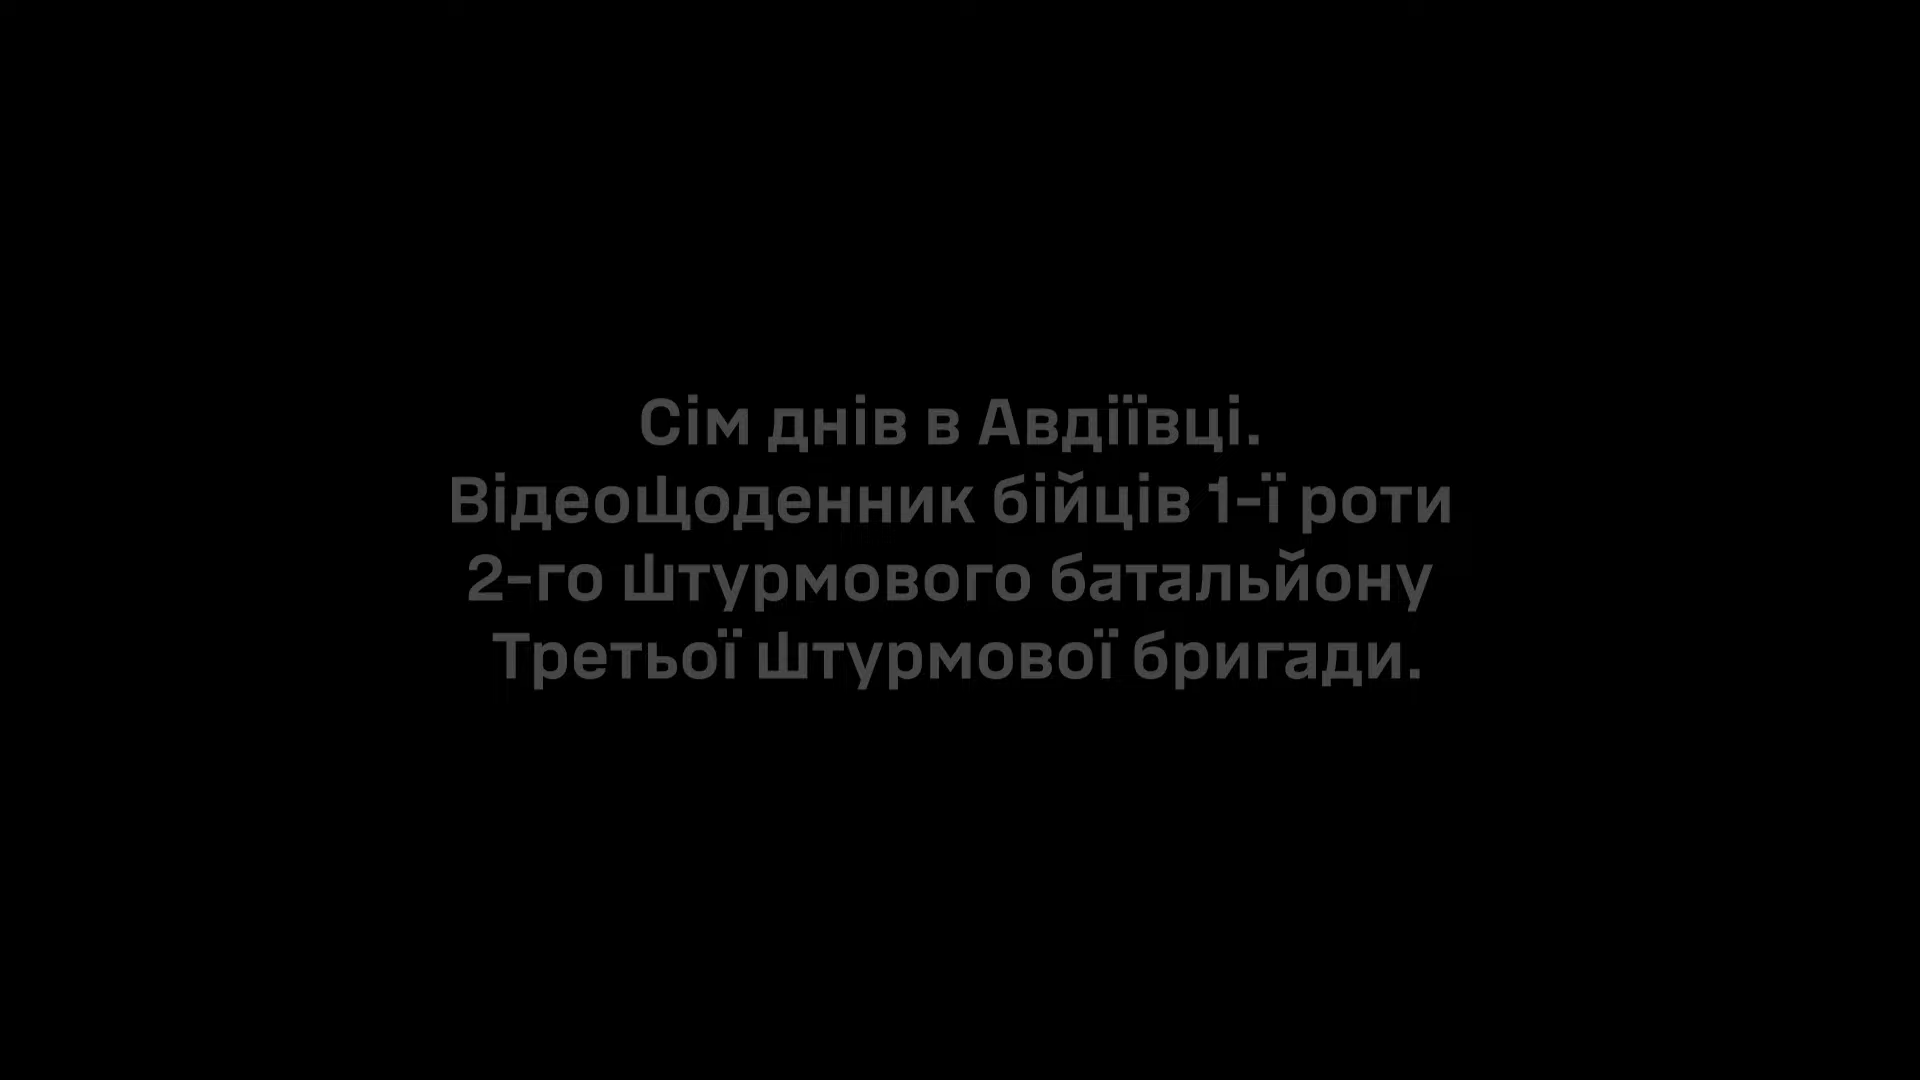 Сім днів в Авдіївці.
Відеощоденник бійців 1-ї роти
2-го штурмового батальйону
Третьої штурмової бригади.